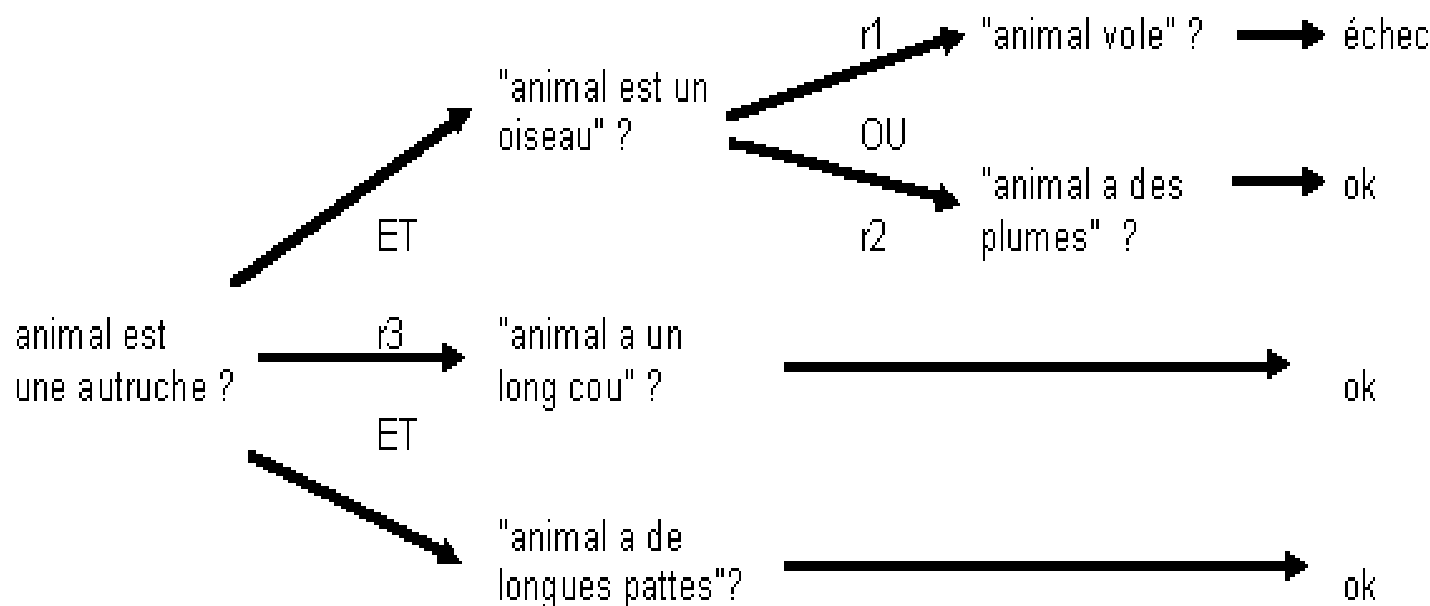 r1
"animal vole" ?
échec
"animal est un
oiseau" ?
OU
"animal a des
plumes" ?
ok
r2
ET
animal est
une autruche ?
r3
"animal a un
long cou" ?
ok
ET
"animal a de
longues pattes"?
ok